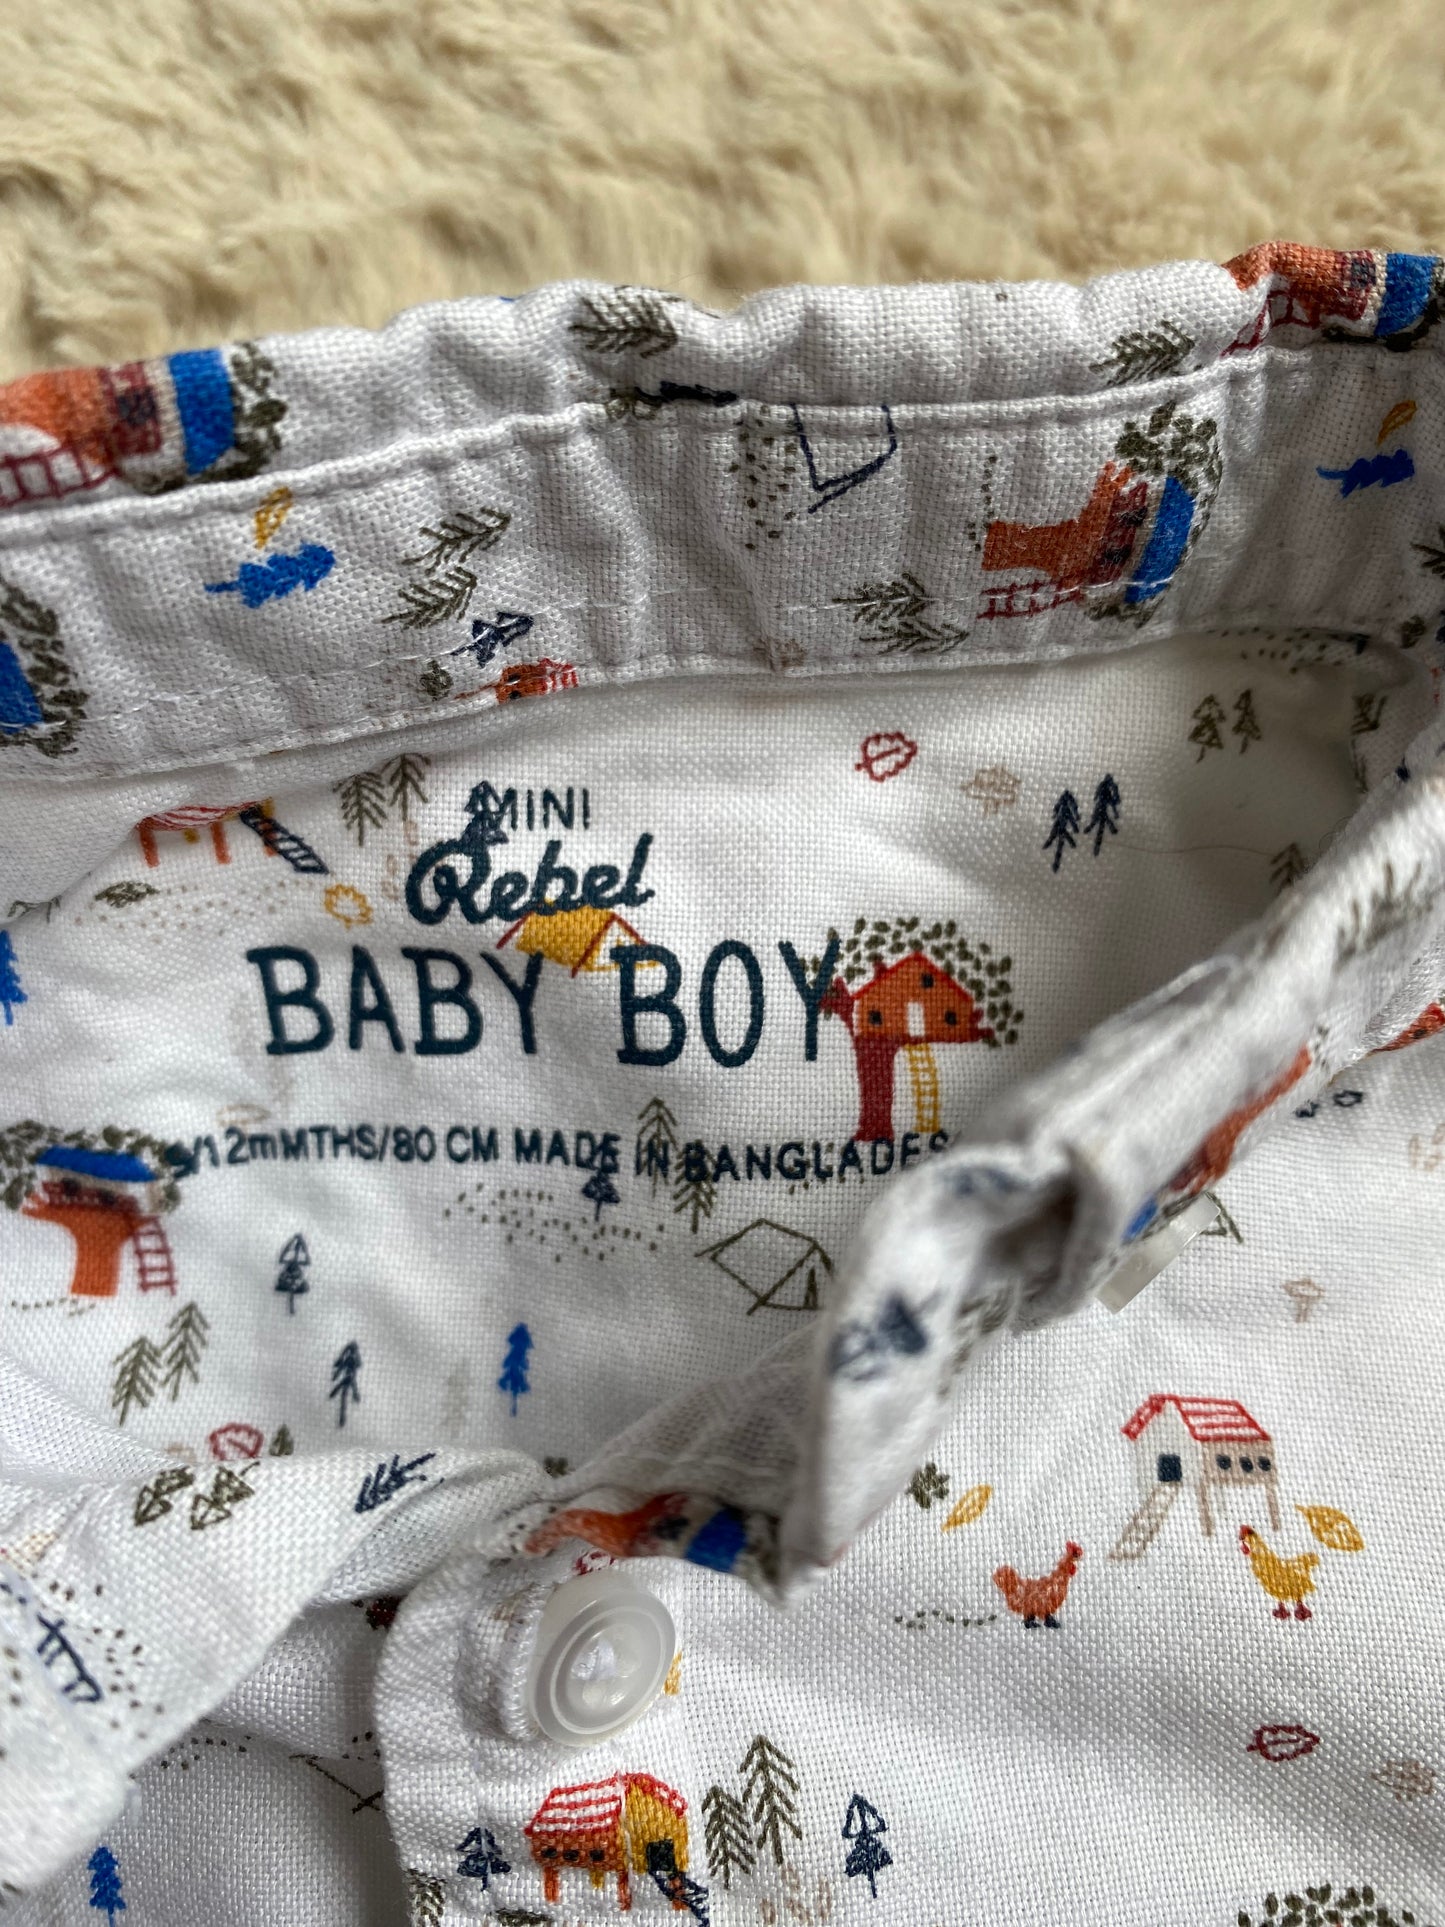 MINI
Rebel
BABY BOY
/12mMTHS/80 CM MADE IN BANGLADES